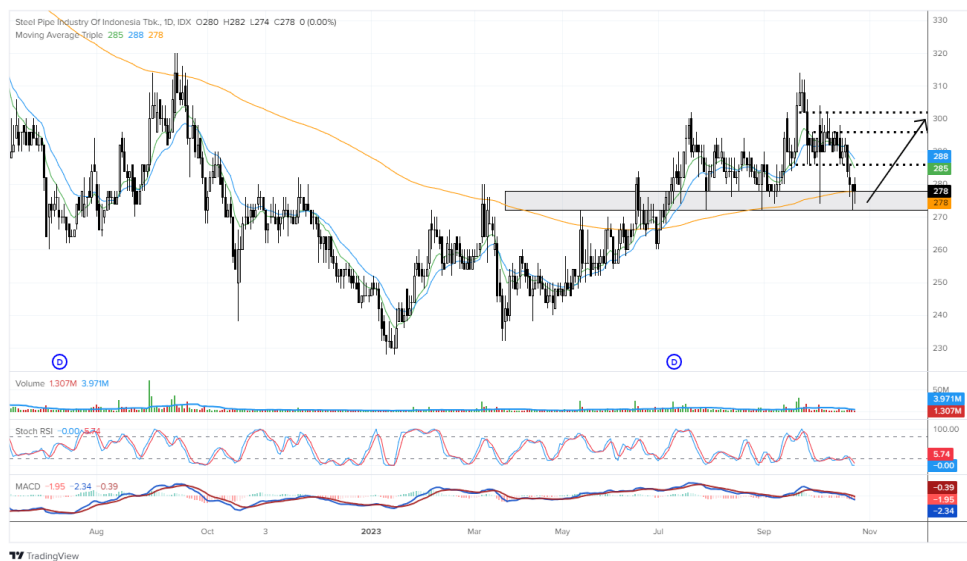 Steel Pipe Industry Of Indonesia Tbk., 1D, IDX O280 H282 L274 C278 0 (0.00%)
Moving Average Triple 285 288 278
330
320
310
300
290
288
285
280
278
278
270
260
250
240
230
D
D
Volume 1.307M 3.971M
50M
3.971M
1.307M
Stoch RSI −0.00 5.74
100.00
5.74
−0.00
MACD −1.95 −2.34 −0.39
−0.39
−1.95
−2.34
Aug Oct 3 2023 Mar May Jul Sep Nov
TradingView